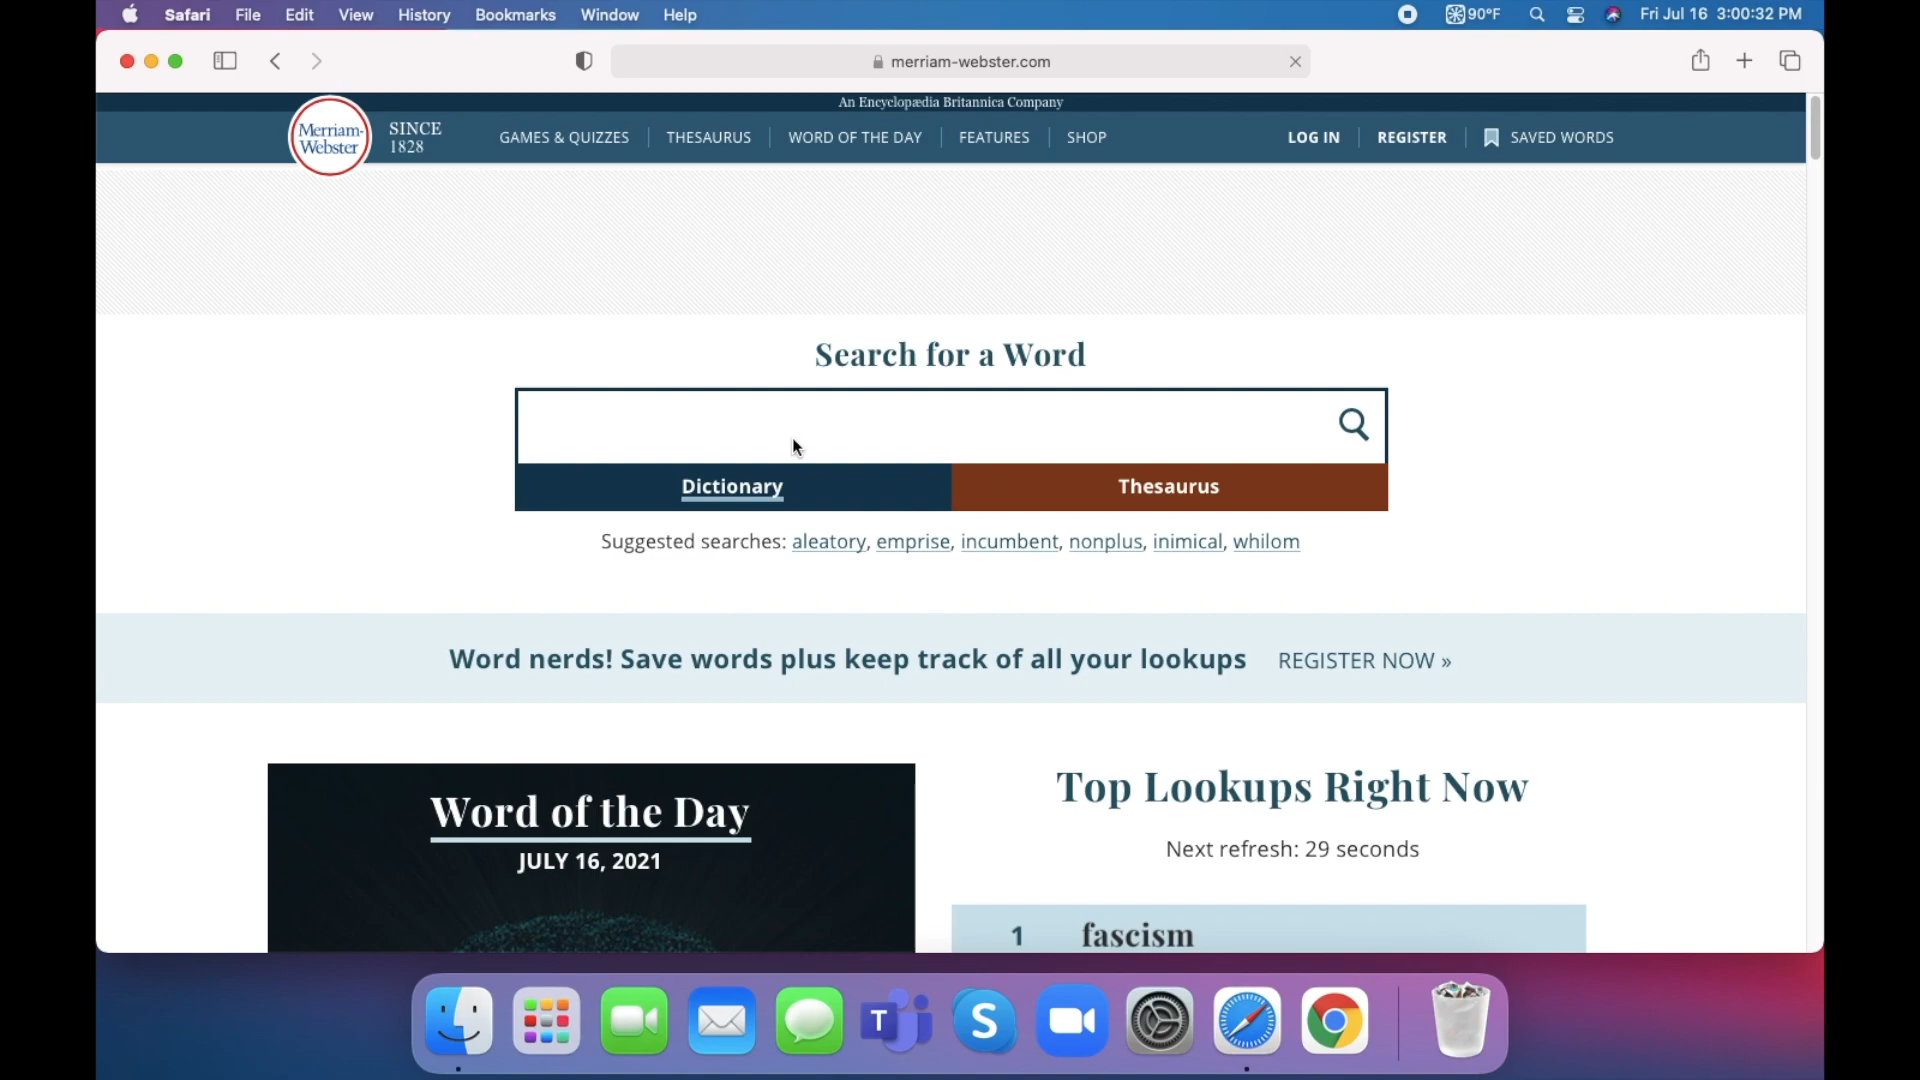 Safari File Edit View History Bookmarks Window Help 90°F Fri Jul 16 3:00:32 PM
merriam-webster.com
An Encyclopædia Britannica Company
Merriam-
Webster
SINCE
1828
GAMES & QUIZZES THESAURUS WORD OF THE DAY FEATURES SHOP LOG IN REGISTER SAVED WORDS
Search for a Word
Dictionary Thesaurus
Suggested searches: aleatory, emprise, incumbent, nonplus, inimical, whilom
Word nerds! Save words plus keep track of all your lookups REGISTER NOW »
Word of the Day
JULY 16, 2021
Top Lookups Right Now
Next refresh: 29 seconds
1 fascism
T S